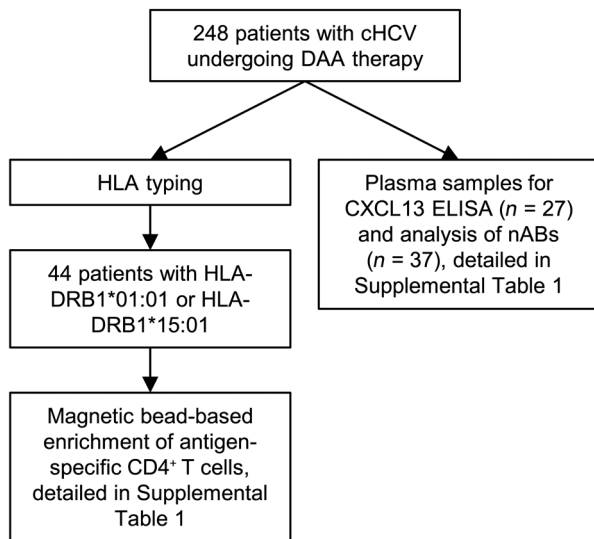 248 patients with cHCV
undergoing DAA therapy
HLA typing
44 patients with HLA-
DRB1*01:01 or HLA-
DRB1*15:01
Magnetic bead-based
enrichment of antigen-
specific CD4⁺ T cells,
detailed in Supplemental
Table 1
Plasma samples for
CXCL13 ELISA (n = 27)
and analysis of nABs
(n = 37), detailed in
Supplemental Table 1